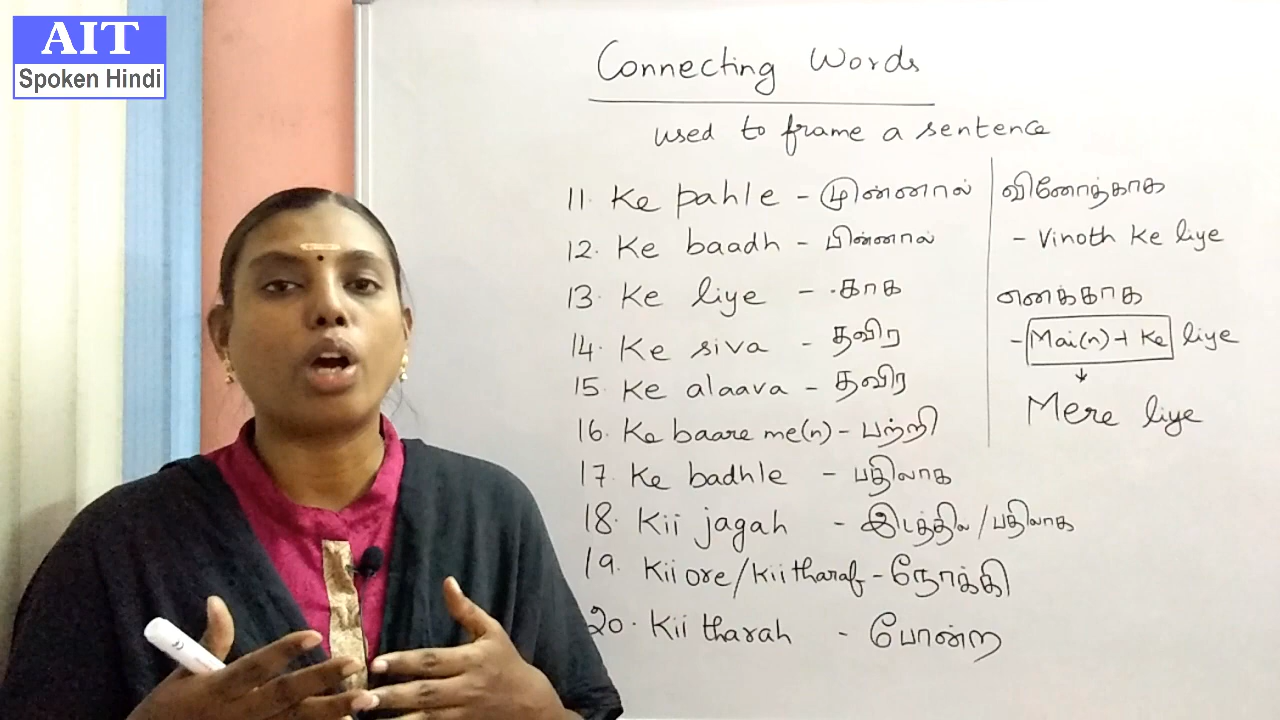 AIT
Spoken Hindi
Connecting Words
used to frame a sentence
11. Ke pahle - முன்னால்
12. Ke baadh - பின்னால்
13. Ke liye - காக
14. Ke siva - தவிர
15. Ke alaava - தவிர
16. Ke baare me(n) - பற்றி
17. Ke badhle - பதிலாக
18. Kii jagah - இடத்தில / பதிலாக
19. Kii ore / Kii tharaf - நோக்கி
20. Kii tharah - போன்ற
வினோத்காக
- Vinoth Ke liye
எனக்காக
- Mai(n) + Ke liye
↓
Mere liye